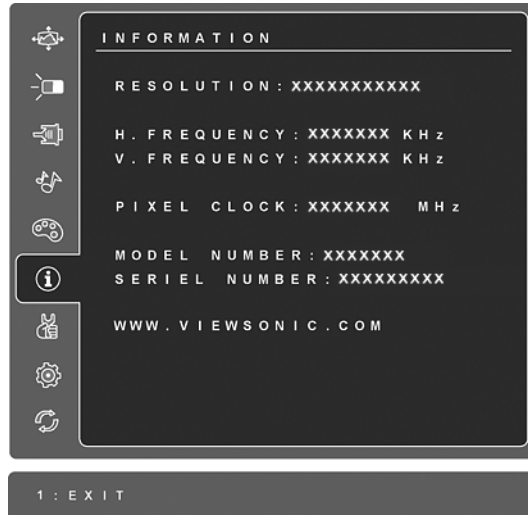 INFORMATION
RESOLUTION: XXXXXXXXXXX
H. FREQUENCY: XXXXXXX KHz
V. FREQUENCY: XXXXXXX KHz
PIXEL CLOCK: XXXXXXX MHz
MODEL NUMBER: XXXXXXX
SERIEL NUMBER: XXXXXXXXX
WWW.VIEWSONIC.COM
1: EXIT